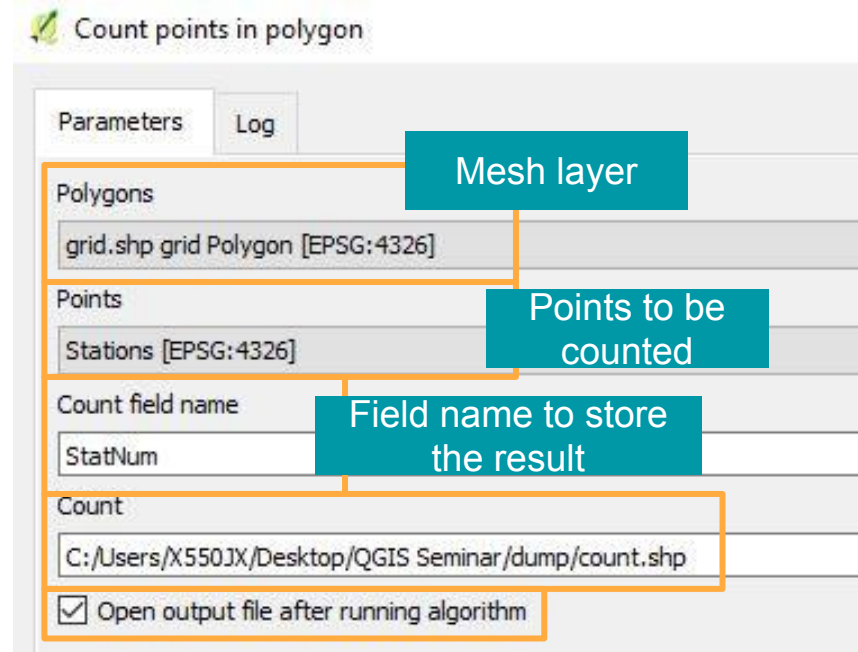 Count points in polygon
Parameters
Log
Mesh layer
Polygons
grid.shp grid Polygon [EPSG:4326]
Points
Points to be
counted
Stations [EPSG:4326]
Count field name
Field name to store
the result
StatNum
Count
C:/Users/X550JX/Desktop/QGIS Seminar/dump/count.shp
Open output file after running algorithm